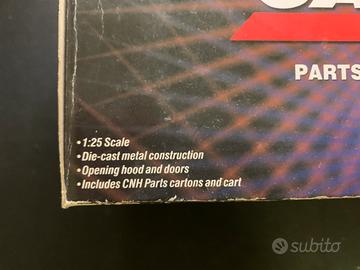 PARTS
•1:25 Scale
•Die-cast metal construction
•Opening hood and doors
•Includes CNH Parts cartons and cart
subito